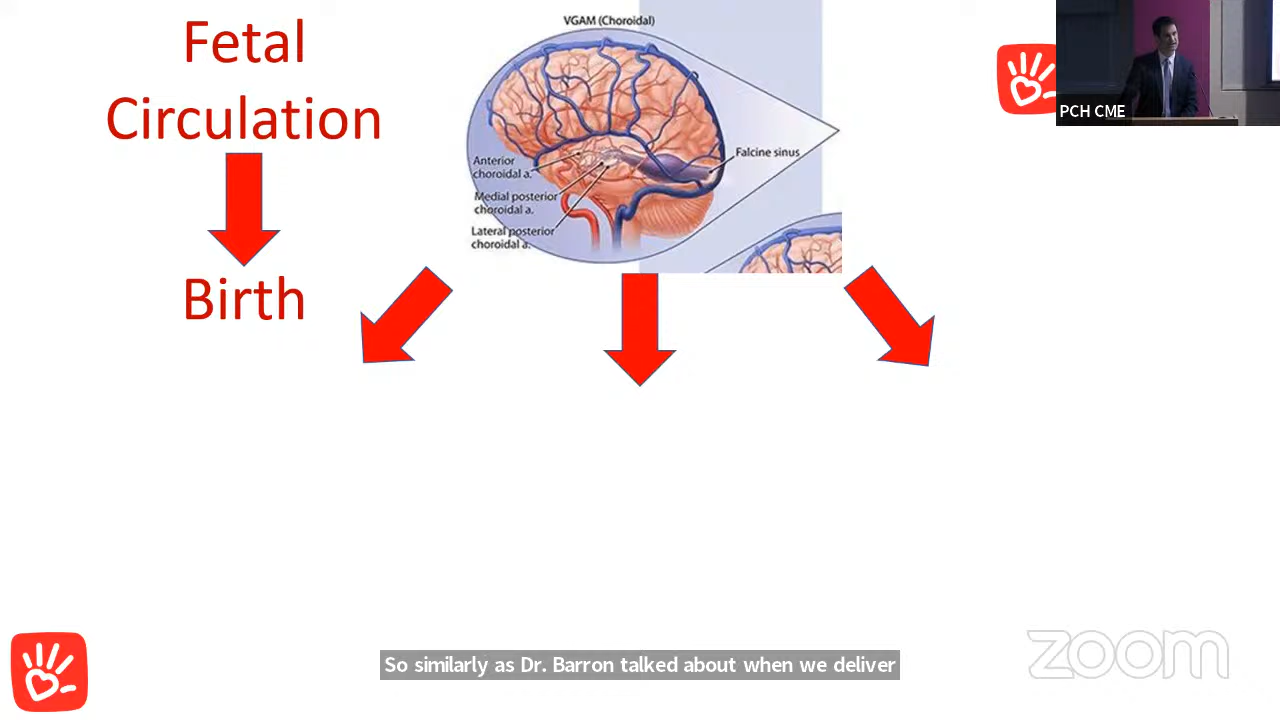 Fetal
Circulation
Birth
VGAM (Choroidal)
Anterior
choroidal a.
Medial posterior
choroidal a.
Lateral posterior
choroidal a.
Falcine sinus
PCH CME
So similarly as Dr. Barron talked about when we deliver
zoom